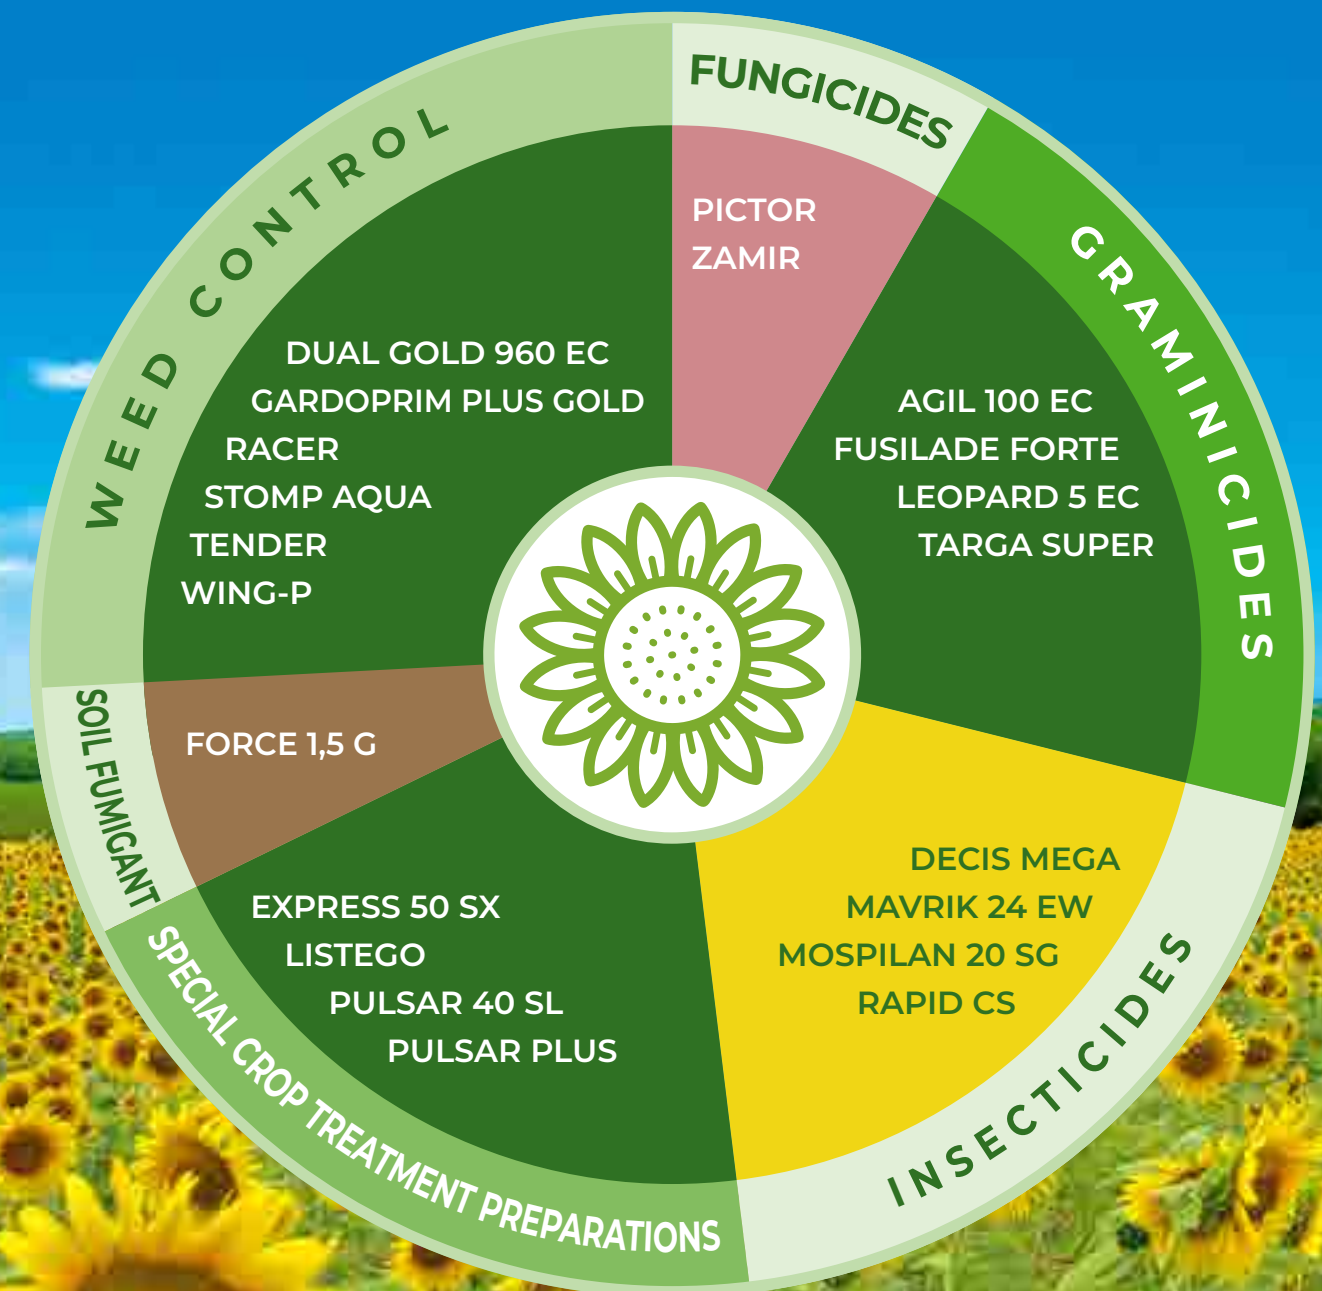 FUNGICIDES
PICTOR
ZAMIR
GRAMINICIDES
AGIL 100 EC
FUSILADE FORTE
LEOPARD 5 EC
TARGA SUPER
INSECTICIDES
DECIS MEGA
MAVRIK 24 EW
MOSPILAN 20 SG
RAPID CS
SPECIAL CROP TREATMENT PREPARATIONS
EXPRESS 50 SX
LISTEGO
PULSAR 40 SL
PULSAR PLUS
SOIL FUMIGANT
FORCE 1,5 G
WEED CONTROL
DUAL GOLD 960 EC
GARDOPRIM PLUS GOLD
RACER
STOMP AQUA
TENDER
WING-P